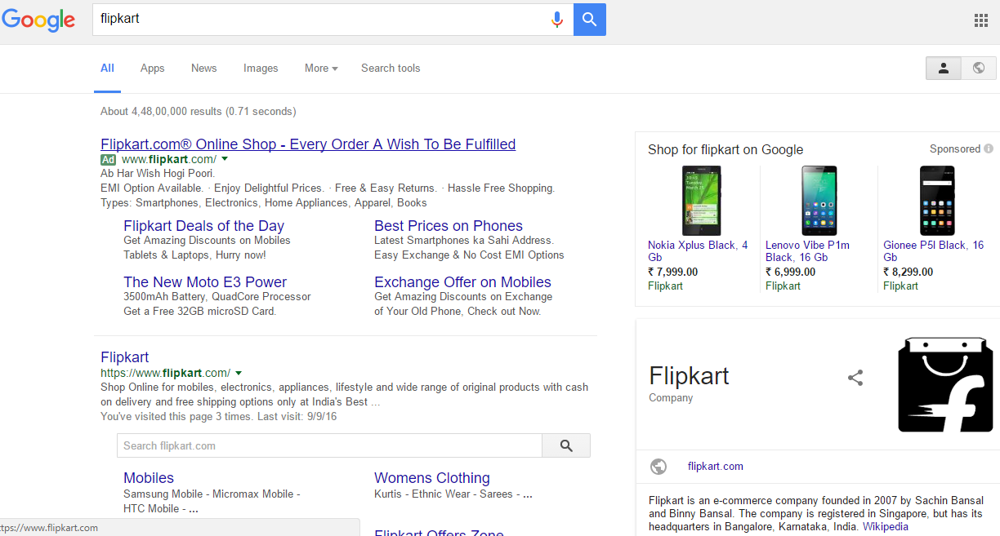 Google
flipkart
All Apps News Images More Search tools
About 4,48,00,000 results (0.71 seconds)
Flipkart.com® Online Shop - Every Order A Wish To Be Fulfilled
Ad www.flipkart.com/
Ab Har Wish Hogi Poori.
EMI Option Available. · Enjoy Delightful Prices. · Free & Easy Returns. · Hassle Free Shopping.
Types: Smartphones, Electronics, Home Appliances, Apparel, Books
Flipkart Deals of the Day
Get Amazing Discounts on Mobiles
Tablets & Laptops, Hurry now!
Best Prices on Phones
Latest Smartphones ka Sahi Address.
Easy Exchange & No Cost EMI Options
The New Moto E3 Power
3500mAh Battery, QuadCore Processor
Get a Free 32GB microSD Card.
Exchange Offer on Mobiles
Get Amazing Discounts on Exchange
of Your Old Phone, Check out Now.
Flipkart
https://www.flipkart.com/
Shop Online for mobiles, electronics, appliances, lifestyle and wide range of original products with cash
on delivery and free shipping options only at India's Best ...
You've visited this page 3 times. Last visit: 9/9/16
Search flipkart.com
Mobiles
Samsung Mobile - Micromax Mobile -
HTC Mobile - ...
Womens Clothing
Kurtis - Ethnic Wear - Sarees - ...
Flipkart Offers Zone
ttps://www.flipkart.com
Shop for flipkart on Google
Sponsored
Nokia Xplus Black, 4
Gb
₹ 7,999.00
Flipkart
Lenovo Vibe P1m
Black, 16 Gb
₹ 6,999.00
Flipkart
Gionee P5l Black, 16
Gb
₹ 8,299.00
Flipkart
Flipkart
Company
flipkart.com
Flipkart is an e-commerce company founded in 2007 by Sachin Bansal
and Binny Bansal. The company is registered in Singapore, but has its
headquarters in Bangalore, Karnataka, India. Wikipedia